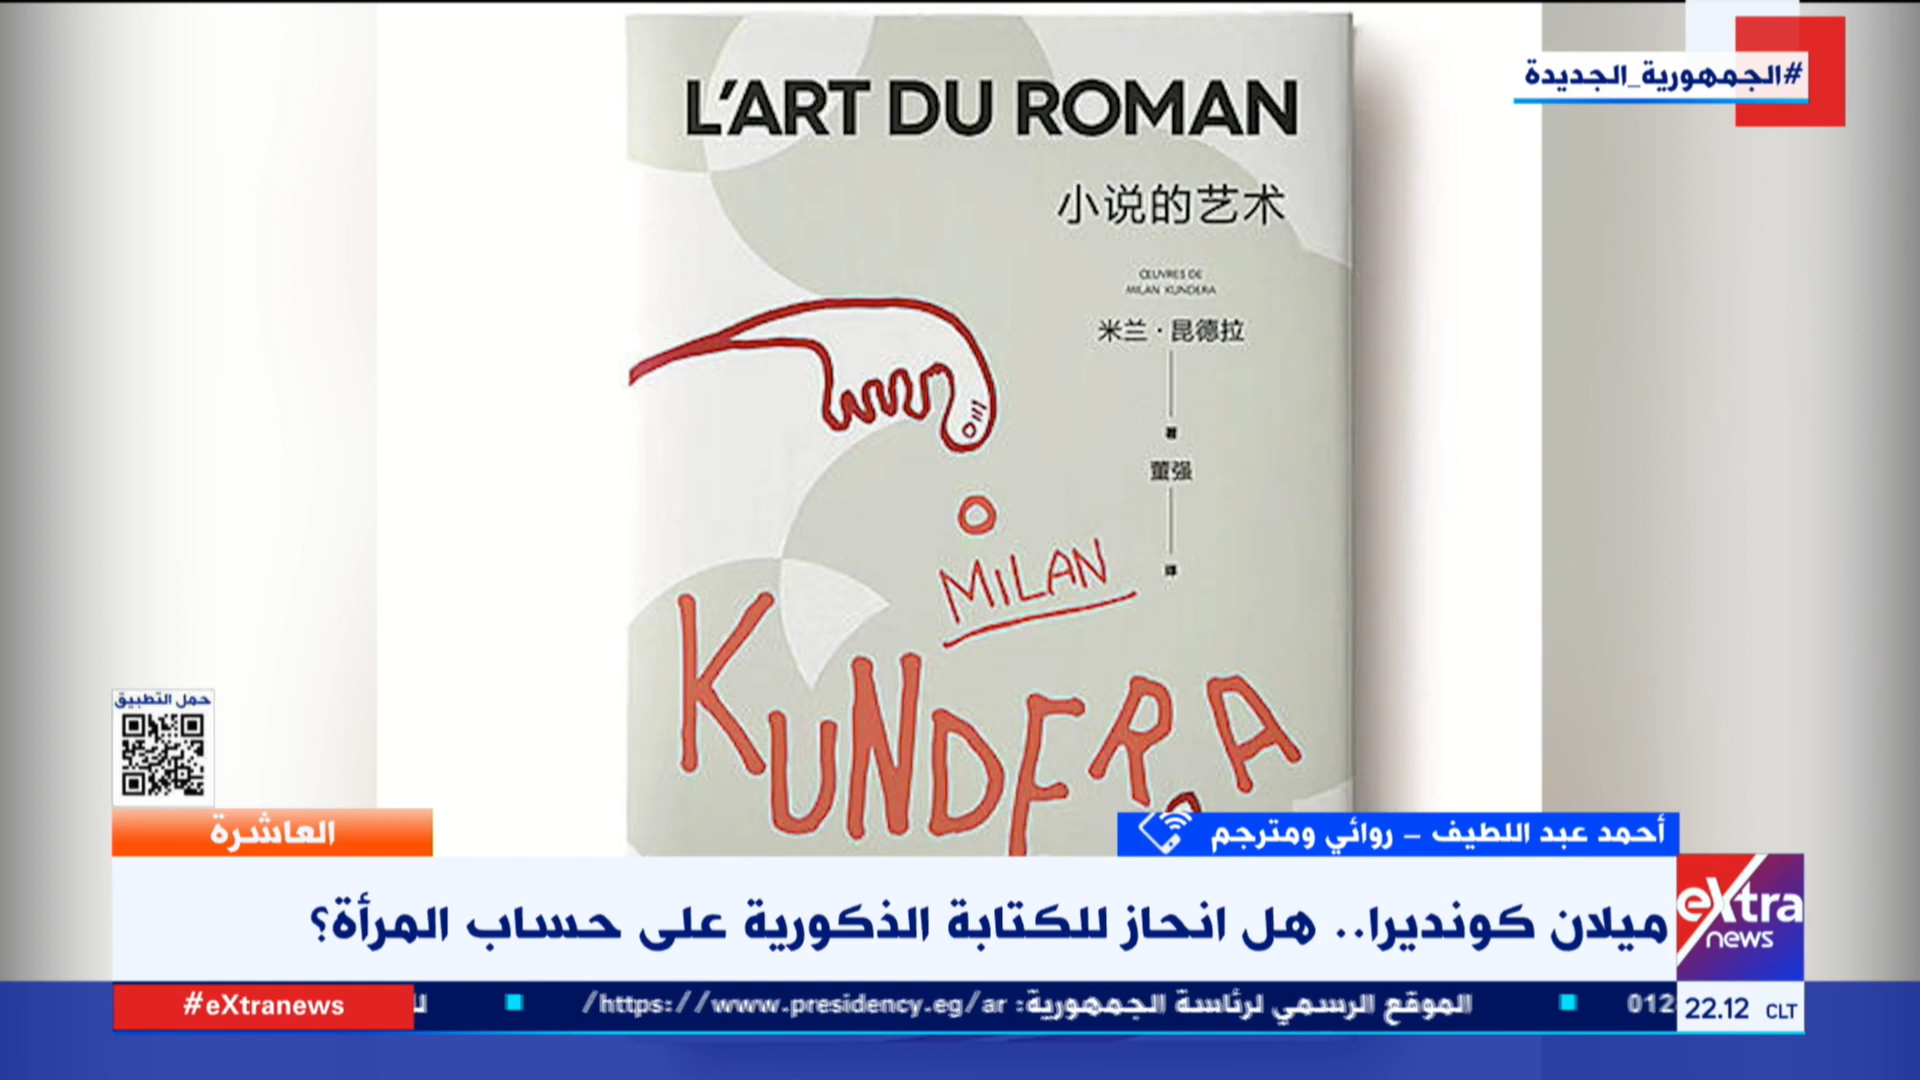 #الجمهورية_الجديدة
L'ART DU ROMAN
小说的艺术
ŒUVRES DE
MILAN KUNDERA
米兰·昆德拉
著
董强
译
MiLAN
KUNDERA
حمل التطبيق
العاشرة
أحمد عبد اللطيف – روائي ومترجم
ميلان كونديرا.. هل انحاز للكتابة الذكورية على حساب المرأة؟
eXtra
news
#eXtranews
012 الموقع الرسمي لرئاسة الجمهورية: https://www.presidency.eg/ar/
22.12 CLT